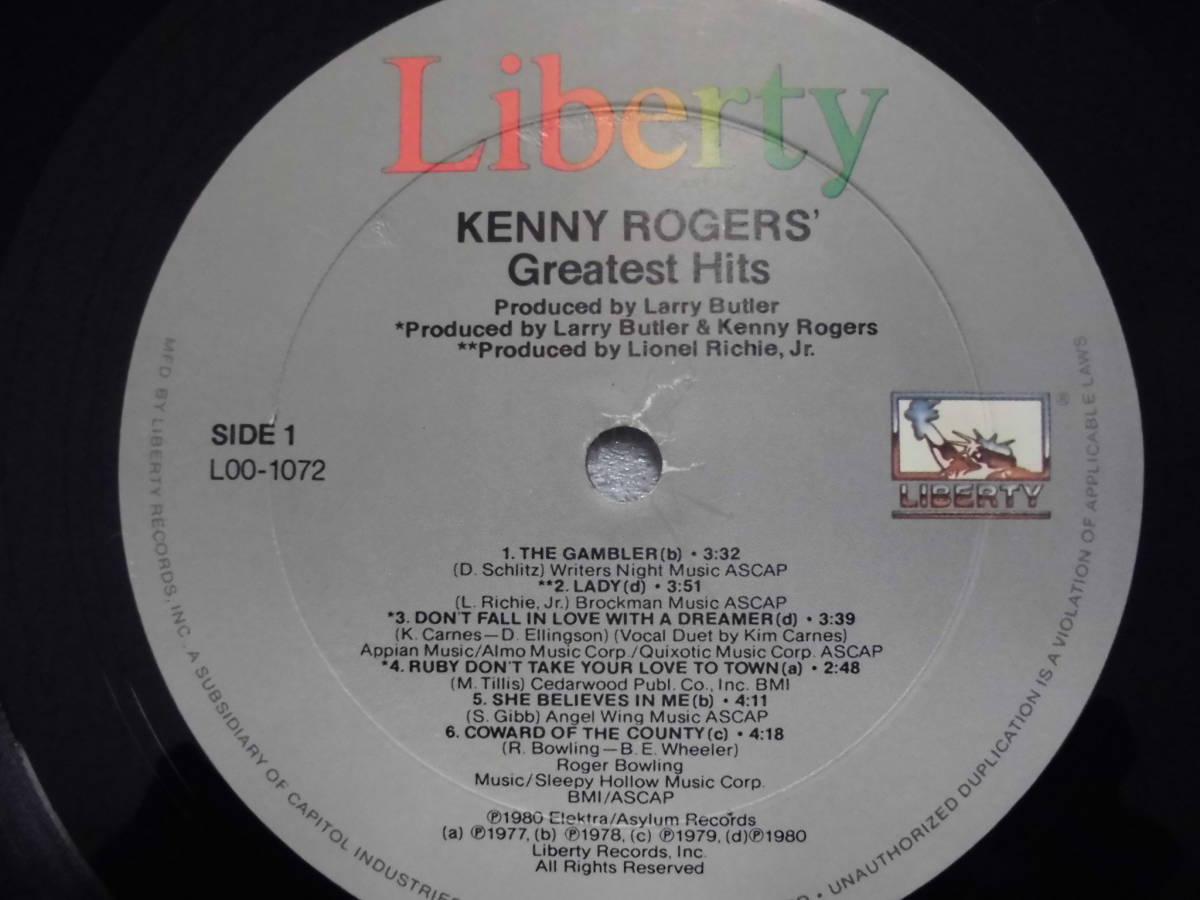 Liberty
KENNY ROGERS'
Greatest Hits
Produced by Larry Butler
*Produced by Larry Butler & Kenny Rogers
**Produced by Lionel Richie, Jr.
SIDE 1
L00-1072
®
LIBERTY
1. THE GAMBLER(b) • 3:32
(D. Schlitz) Writers Night Music ASCAP
**2. LADY(d) • 3:51
(L. Richie, Jr.) Brockman Music ASCAP
*3. DON'T FALL IN LOVE WITH A DREAMER(d) • 3:39
(K. Carnes—D. Ellingson) (Vocal Duet by Kim Carnes)
Appian Music/Almo Music Corp./Quixotic Music Corp. ASCAP
*4. RUBY DON'T TAKE YOUR LOVE TO TOWN(a) • 2:48
(M. Tillis) Cedarwood Publ. Co., Inc. BMI
5. SHE BELIEVES IN ME(b) • 4:11
(S. Gibb) Angel Wing Music ASCAP
6. COWARD OF THE COUNTY(c) • 4:18
(R. Bowling—B.E. Wheeler)
Roger Bowling
Music/Sleepy Hollow Music Corp.
BMI/ASCAP
℗1980 Elektra/Asylum Records
(a) ℗1977, (b) ℗1978, (c) ℗1979, (d)℗1980
Liberty Records, Inc.
All Rights Reserved
MFD. BY LIBERTY RECORDS, INC., A SUBSIDIARY OF CAPITOL INDUSTRIES
• UNAUTHORIZED DUPLICATION IS A VIOLATION OF APPLICABLE LAWS